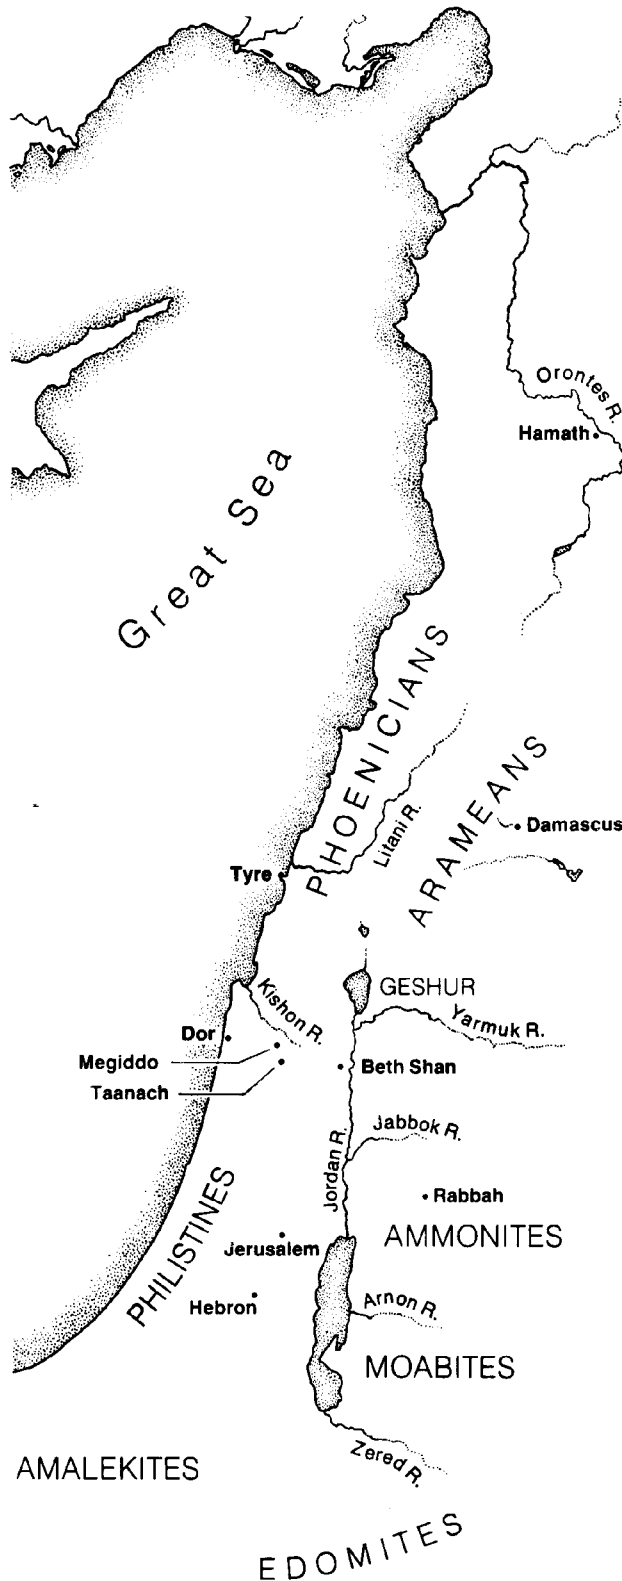 Orontes R.
Hamath
Great Sea
PHOENICIANS
Litani R.
ARAMEANS
Damascus
Tyre
GESHUR
Kishon R.
Yarmuk R.
Dor
Megiddo
Beth Shan
Taanach
Jabbok R.
Jordan R.
Rabbah
PHILISTINES
AMMONITES
Jerusalem
Hebron
Arnon R.
MOABITES
Zered R.
AMALEKITES
EDOMITES